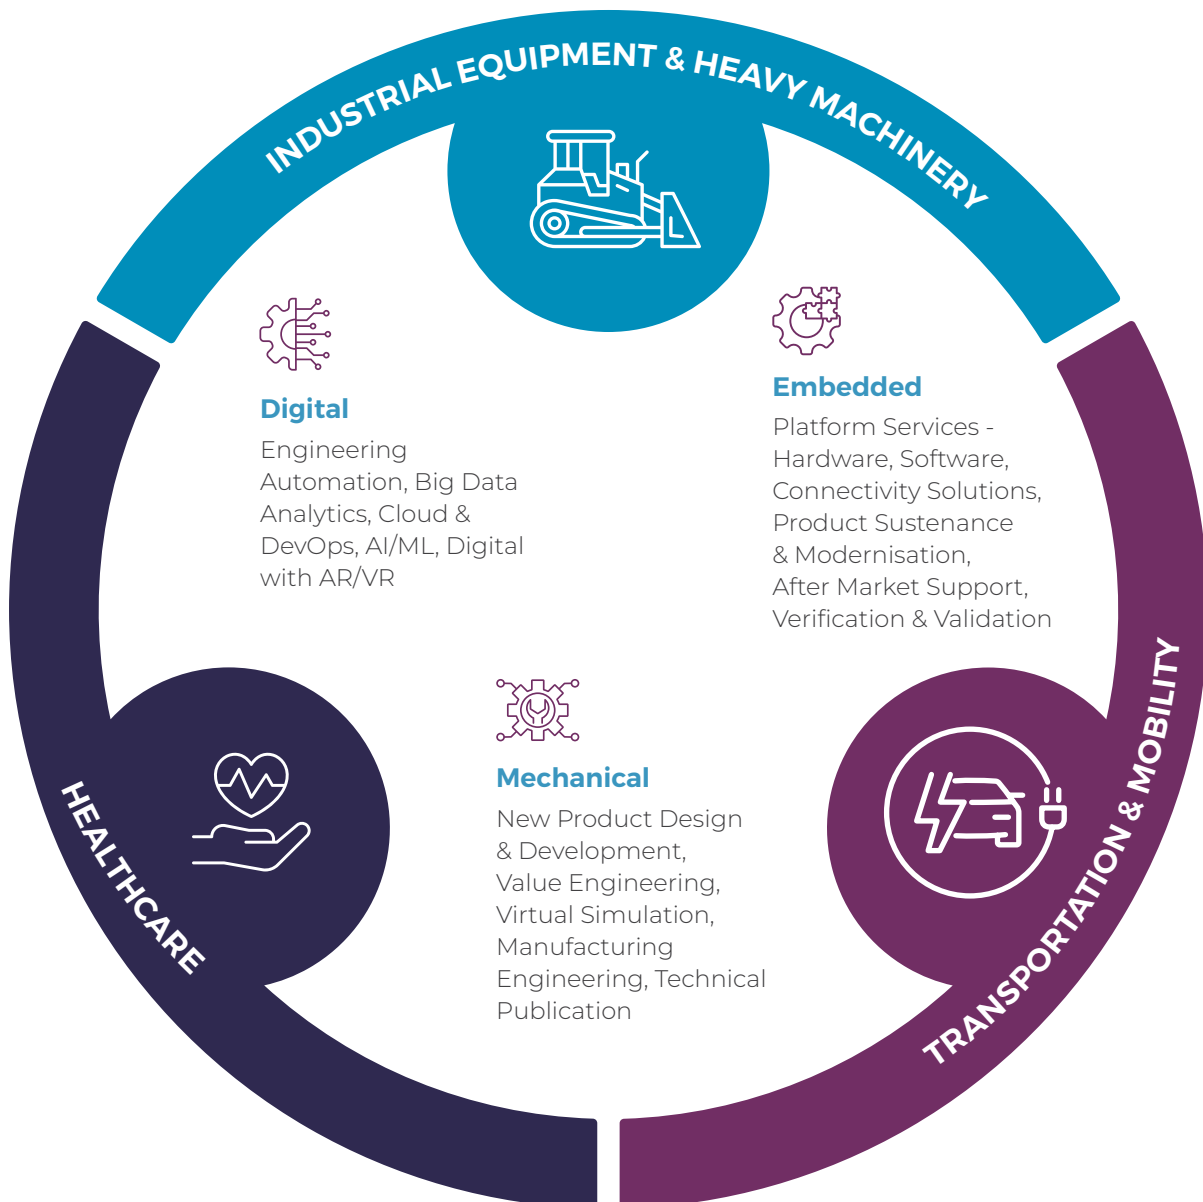 INDUSTRIAL EQUIPMENT & HEAVY MACHINERY
Digital
Engineering
Automation, Big Data
Analytics, Cloud &
DevOps, AI/ML, Digital
with AR/VR
Embedded
Platform Services -
Hardware, Software,
Connectivity Solutions,
Product Sustenance
& Modernisation,
After Market Support,
Verification & Validation
Mechanical
New Product Design
& Development,
Value Engineering,
Virtual Simulation,
Manufacturing
Engineering, Technical
Publication
HEALTHCARE
TRANSPORTATION & MOBILITY